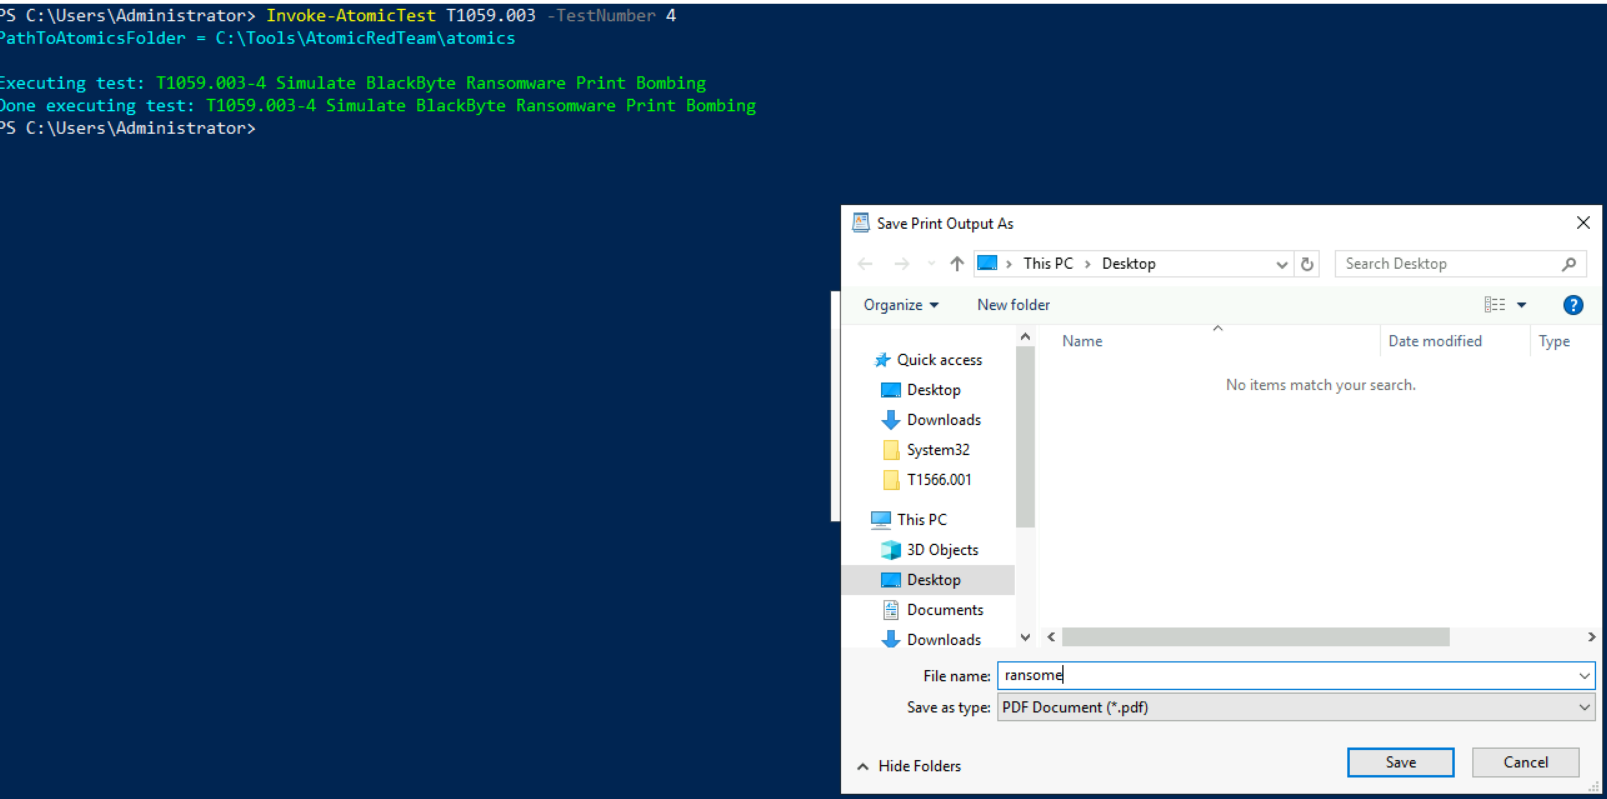 PS C:\Users\Administrator> Invoke-AtomicTest T1059.003 -TestNumber 4
PathToAtomicsFolder = C:\Tools\AtomicRedTeam\atomics
Executing test: T1059.003-4 Simulate BlackByte Ransomware Print Bombing
Done executing test: T1059.003-4 Simulate BlackByte Ransomware Print Bombing
PS C:\Users\Administrator>
Save Print Output As
This PC > Desktop
Search Desktop
Organize
New folder
Name
Date modified
Type
No items match your search.
Quick access
Desktop
Downloads
System32
T1566.001
This PC
3D Objects
Desktop
Documents
Downloads
File name: ransome
Save as type: PDF Document (*.pdf)
Hide Folders
Save
Cancel